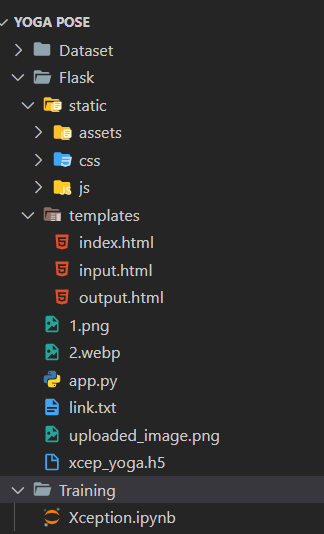 YOGA POSE
Dataset
Flask
static
assets
css
js
templates
index.html
input.html
output.html
1.png
2.webp
app.py
link.txt
uploaded_image.png
xcep_yoga.h5
Training
Xception.ipynb